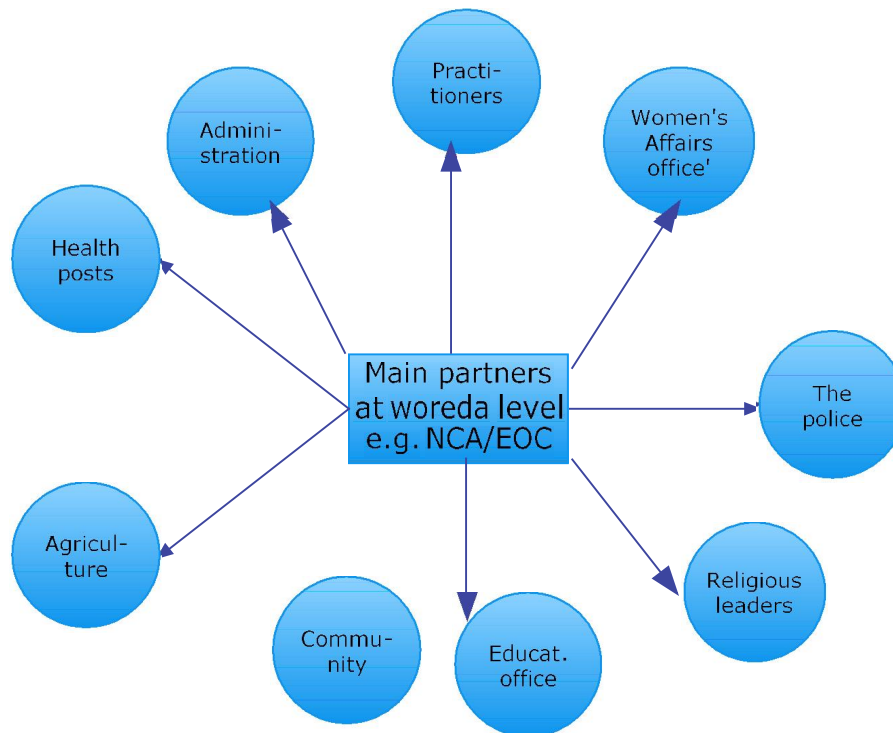 Practi-
tioners
Admini-
stration
Women's
Affairs
office'
Health
posts
Main partners
at woreda level
e.g. NCA/EOC
The
police
Agricul-
ture
Religious
leaders
Commu-
nity
Educat.
office